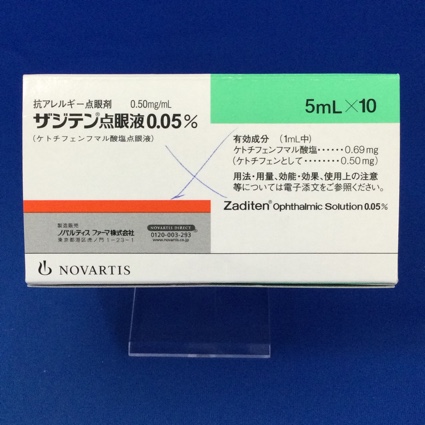 抗アレルギー点眼剤 0.50mg/mL
ザジテン®点眼液0.05%
(ケトチフェンフマル酸塩点眼液)
5mL×10
有効成分 (1mL中)
ケトチフェンフマル酸塩······0.69mg
(ケトチフェンとして········0.50mg)
用法・用量、効能・効果、使用上の注意
等については電子添文をご参照ください。
Zaditen® Ophthalmic Solution 0.05%
製造販売
ノバルティス ファーマ株式会社
東京都港区虎ノ門1-23-1
NOVARTIS DIRECT
0120-003-293
www.novartis.co.jp
NOVARTIS